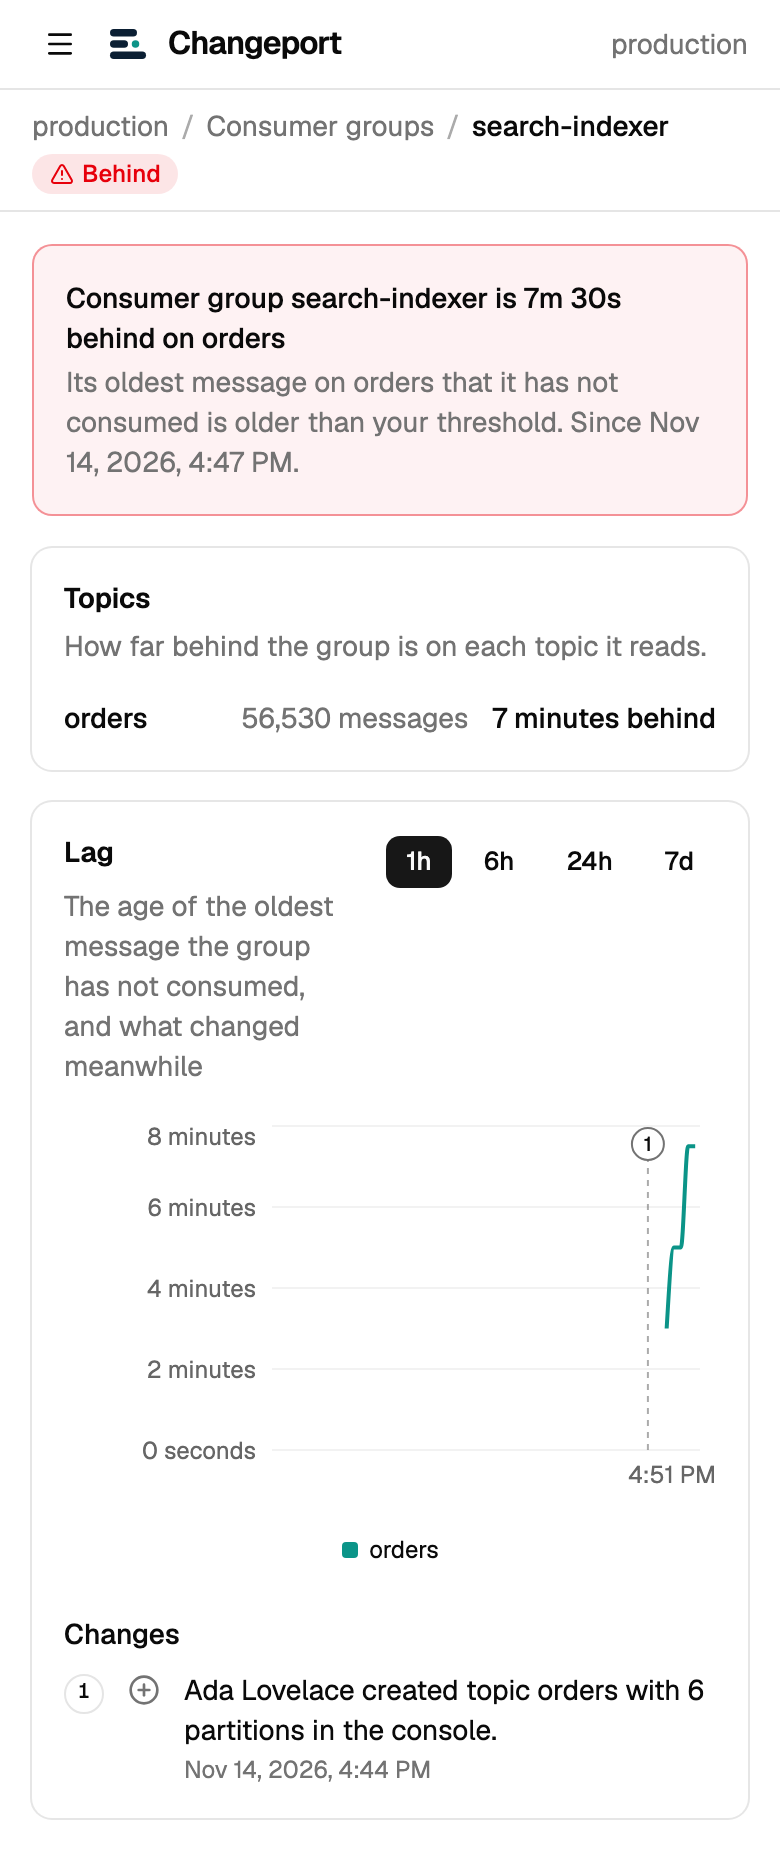 Changeport
production
production / Consumer groups / search-indexer
Behind
Consumer group search-indexer is 7m 30s
behind on orders
Its oldest message on orders that it has not
consumed is older than your threshold. Since Nov
14, 2026, 4:47 PM.
Topics
How far behind the group is on each topic it reads.
orders 56,530 messages 7 minutes behind
Lag
1h 6h 24h 7d
The age of the oldest
message the group
has not consumed,
and what changed
meanwhile
8 minutes
1
6 minutes
4 minutes
2 minutes
0 seconds
4:51 PM
orders
Changes
1
Ada Lovelace created topic orders with 6
partitions in the console.
Nov 14, 2026, 4:44 PM